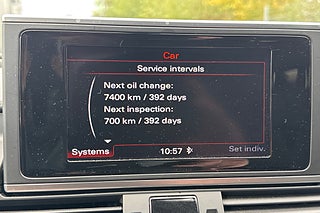 Car
Service intervals
Next oil change:
7400 km / 392 days
Next inspection:
700 km / 392 days
Systems 10:57 Set indiv.